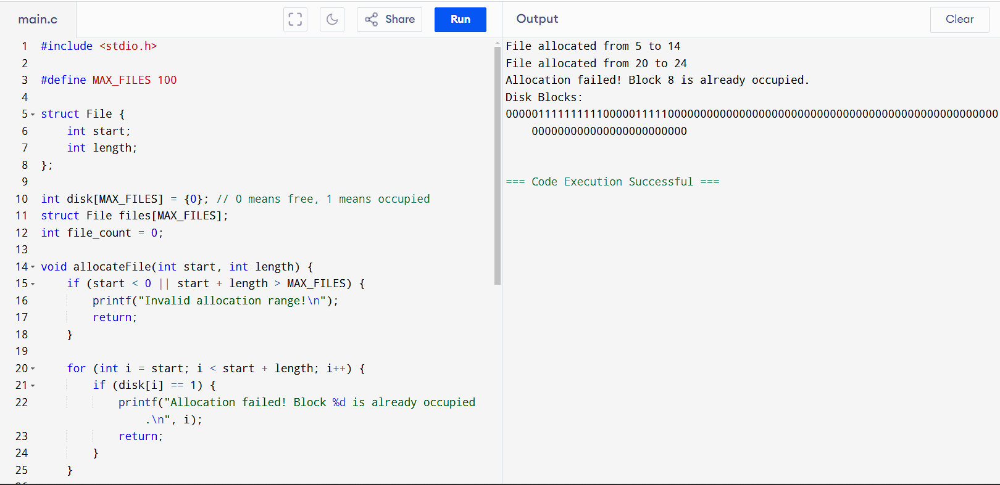 main.c
Share
Run
Output
Clear
1 #include <stdio.h>
2
3 #define MAX_FILES 100
4
5 struct File {
6 int start;
7 int length;
8 };
9
10 int disk[MAX_FILES] = {0}; // 0 means free, 1 means occupied
11 struct File files[MAX_FILES];
12 int file_count = 0;
13
14 void allocateFile(int start, int length) {
15 if (start < 0 || start + length > MAX_FILES) {
16 printf("Invalid allocation range!\n");
17 return;
18 }
19
20 for (int i = start; i < start + length; i++) {
21 if (disk[i] == 1) {
22 printf("Allocation failed! Block %d is already occupied
.\n", i);
23 return;
24 }
25 }
File allocated from 5 to 14
File allocated from 20 to 24
Allocation failed! Block 8 is already occupied.
Disk Blocks:
0000011111111110000011111000000000000000000000000000000000000000000000000000
000000000000000000000000
=== Code Execution Successful ===